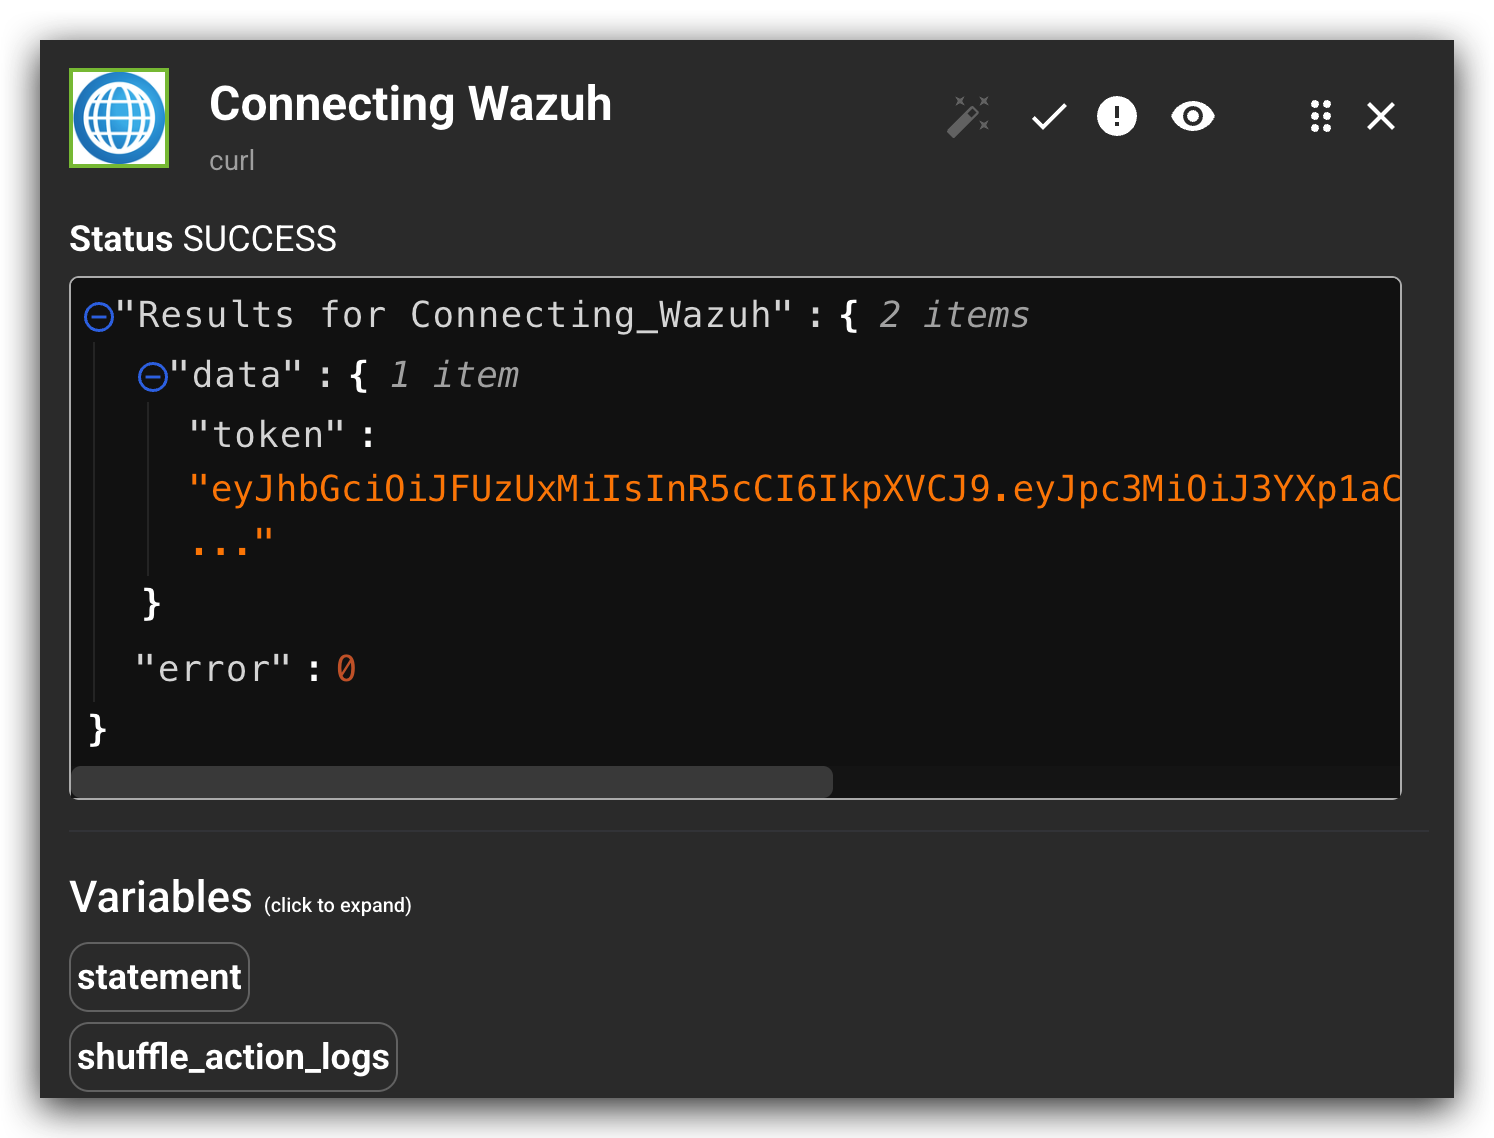 Connecting Wazuh
curl
Status SUCCESS
"Results for Connecting_Wazuh" : { 2 items
"data" : { 1 item
"token" :
"eyJhbGciOiJFUzUxMiIsInR5cCI6IkpXVCJ9.eyJpc3MiOiJ3YXp1aC
..."
}
"error" : 0
}
Variables (click to expand)
statement
shuffle_action_logs